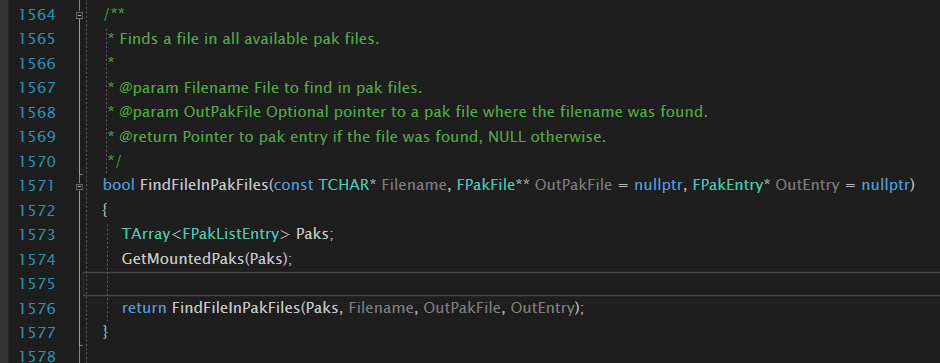 1564 /**
1565 * Finds a file in all available pak files.
1566 *
1567 * @param Filename File to find in pak files.
1568 * @param OutPakFile Optional pointer to a pak file where the filename was found.
1569 * @return Pointer to pak entry if the file was found, NULL otherwise.
1570 */
1571 bool FindFileInPakFiles(const TCHAR* Filename, FPakFile** OutPakFile = nullptr, FPakEntry* OutEntry = nullptr)
1572 {
1573 TArray<FPakListEntry> Paks;
1574 GetMountedPaks(Paks);
1575
1576 return FindFileInPakFiles(Paks, Filename, OutPakFile, OutEntry);
1577 }
1578